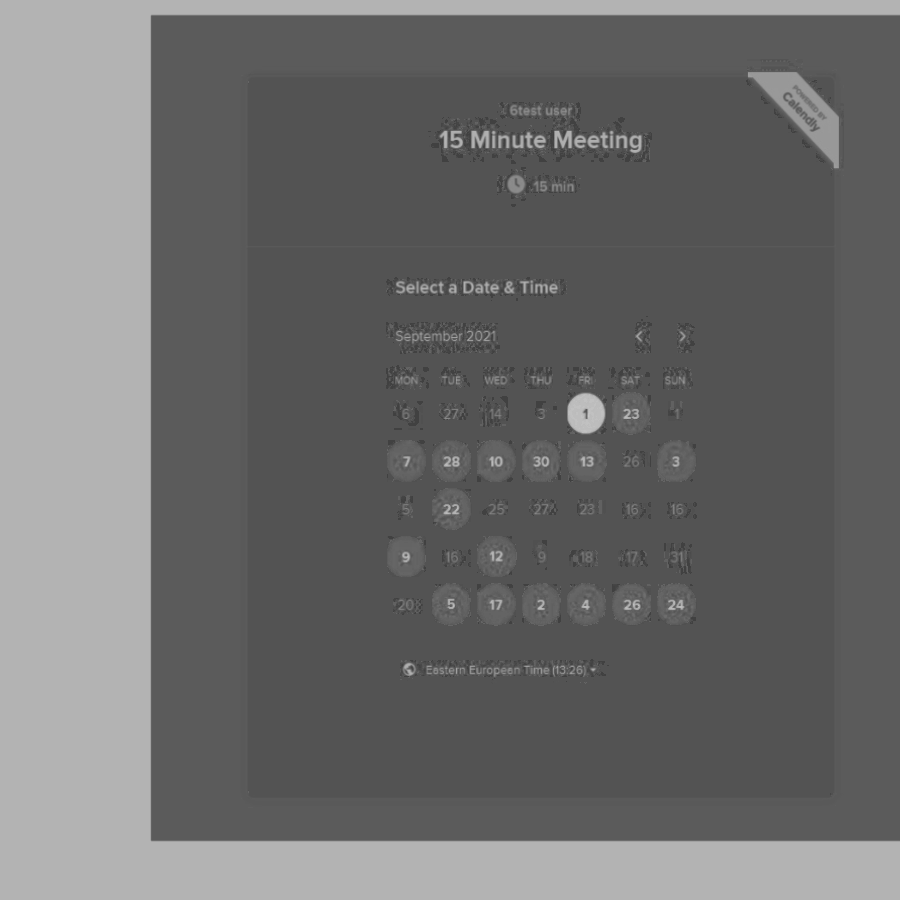 6test user
15 Minute Meeting
15 min
POWERED BY
Calendly
Select a Date & Time
September 2021
MON TUE WED THU FRI SAT SUN
6 27 14 3 1 23 1
7 28 10 30 13 26 3
5 22 25 27 23 16 16
9 16 12 9 18 17 31
20 5 17 2 4 26 24
Eastern European Time (13:26)